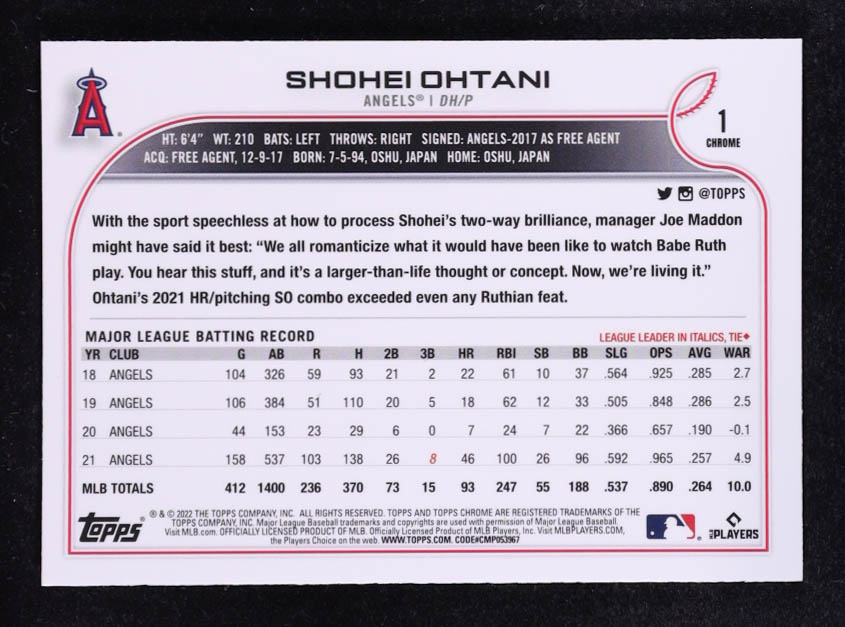 SHOHEI OHTANI
ANGELS® | DH/P
1
CHROME
HT: 6'4" WT: 210 BATS: LEFT THROWS: RIGHT SIGNED: ANGELS-2017 AS FREE AGENT
ACQ: FREE AGENT, 12-9-17 BORN: 7-5-94, OSHU, JAPAN HOME: OSHU, JAPAN
@TOPPS
With the sport speechless at how to process Shohei's two-way brilliance, manager Joe Maddon
might have said it best: “We all romanticize what it would have been like to watch Babe Ruth
play. You hear this stuff, and it's a larger-than-life thought or concept. Now, we're living it.”
Ohtani's 2021 HR/pitching SO combo exceeded even any Ruthian feat.
MAJOR LEAGUE BATTING RECORD LEAGUE LEADER IN ITALICS, TIE♦
YR CLUB G AB R H 2B 3B HR RBI SB BB SLG OPS AVG WAR
18 ANGELS 104 326 59 93 21 2 22 61 10 37 .564 .925 .285 2.7
19 ANGELS 106 384 51 110 20 5 18 62 12 33 .505 .848 .286 2.5
20 ANGELS 44 153 23 29 6 0 7 24 7 22 .366 .657 .190 -0.1
21 ANGELS 158 537 103 138 26 8 46 100 26 96 .592 .965 .257 4.9
MLB TOTALS 412 1400 236 370 73 15 93 247 55 188 .537 .890 .264 10.0
topps®
® & © 2022 THE TOPPS COMPANY, INC. ALL RIGHTS RESERVED. TOPPS AND TOPPS CHROME ARE REGISTERED TRADEMARKS OF THE
TOPPS COMPANY, INC. Major League Baseball trademarks and copyrights are used with permission of Major League Baseball.
Visit MLB.com. OFFICIALLY LICENSED PRODUCT OF MLB. Officially Licensed Product of MLB Players, Inc. Visit MLBPLAYERS.COM,
the Players Choice on the web. WWW.TOPPS.COM. CODE#CMP053967
MLB PLAYERS